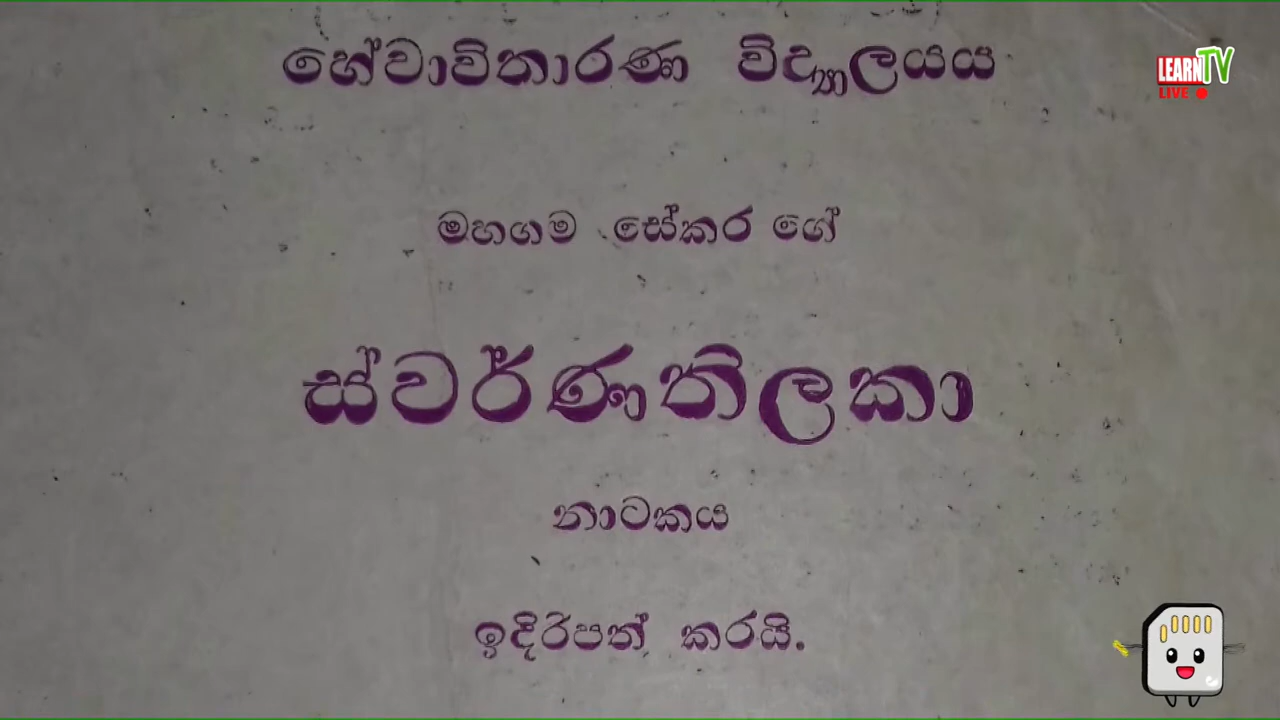 හේවාවිතාරණ විද්‍යාලයය
LEARN TV
LIVE
මහගම සේකර ගේ
ස්වර්ණතිලකා
නාටකය
ඉදිරිපත් කරයි.